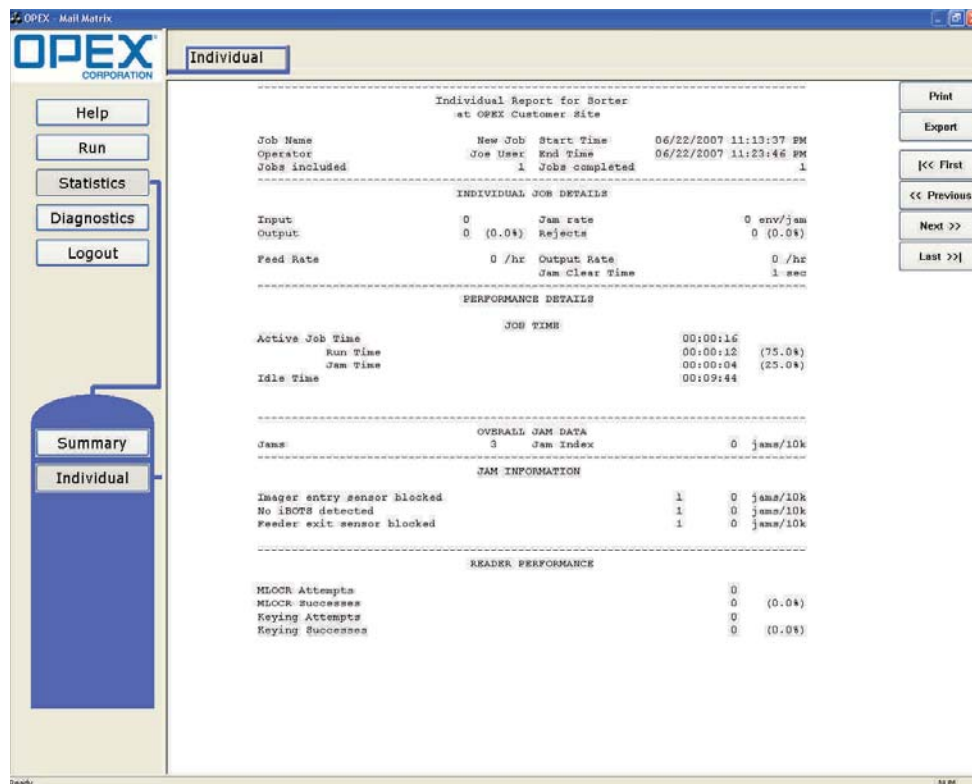 OPEX - Mail Matrix
OPEX
CORPORATION
Individual
Help
Run
Statistics
Diagnostics
Logout
Summary
Individual
Individual Report for Sorter
at OPEX Customer Site
Job Name New Job Start Time 06/22/2007 11:13:37 PM
Operator Joe User End Time 06/22/2007 11:23:46 PM
Jobs included 1 Jobs completed 1
INDIVIDUAL JOB DETAILS
Input 0 Jam rate 0 env/jam
Output 0 (0.0%) Rejects 0 (0.0%)
Feed Rate 0 /hr Output Rate 0 /hr
Jam Clear Time 1 sec
PERFORMANCE DETAILS
JOB TIME
Active Job Time 00:00:16
Run Time 00:00:12 (75.0%)
Jam Time 00:00:04 (25.0%)
Idle Time 00:09:44
OVERALL JAM DATA
Jams 3 Jam Index 0 jams/10k
JAM INFORMATION
Imager entry sensor blocked 1 0 jams/10k
No iBOTS detected 1 0 jams/10k
Feeder exit sensor blocked 1 0 jams/10k
READER PERFORMANCE
MLOCR Attempts 0
MLOCR Successes 0 (0.0%)
Keying Attempts 0
Keying Successes 0 (0.0%)
Print
Export
|<< First
<< Previous
Next >>
Last >>|
Ready